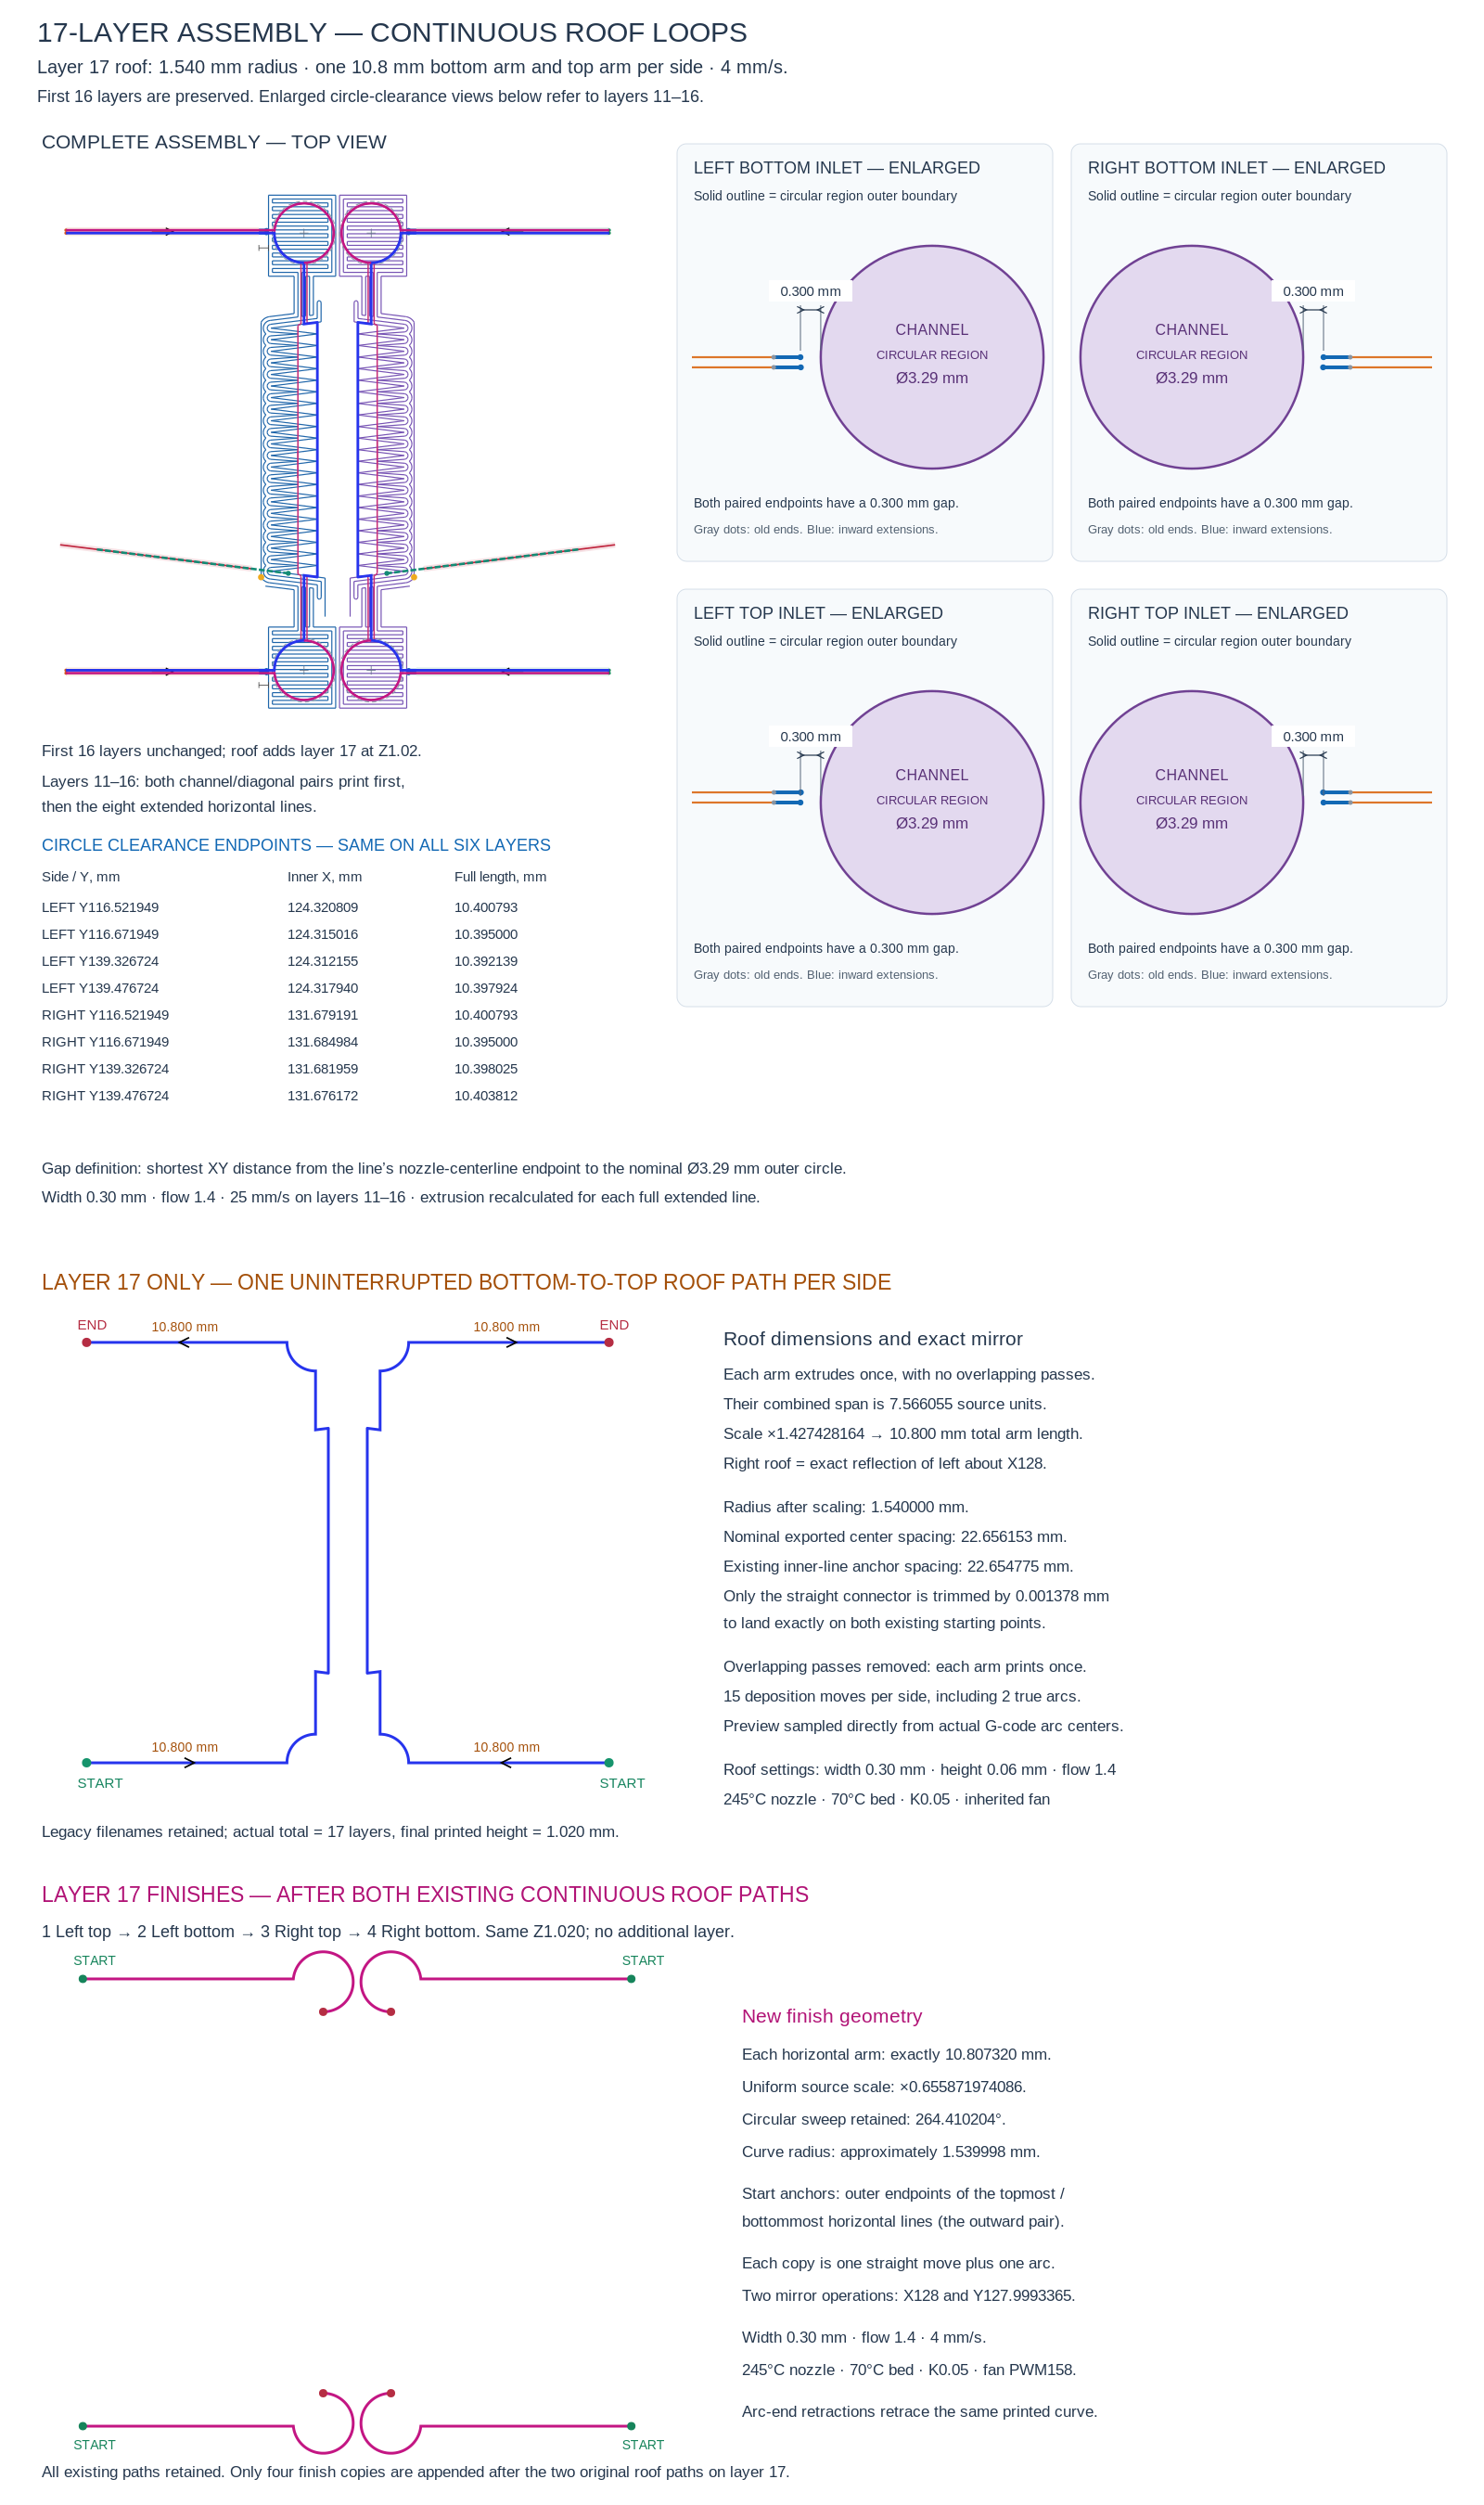 17-LAYER ASSEMBLY — CONTINUOUS ROOF LOOPS
Layer 17 roof: 1.540 mm radius · one 10.8 mm bottom arm and top arm per side · 4 mm/s.
First 16 layers are preserved. Enlarged circle-clearance views below refer to layers 11–16.
COMPLETE ASSEMBLY — TOP VIEW
First 16 layers unchanged; roof adds layer 17 at Z1.02.
Layers 11–16: both channel/diagonal pairs print first,
then the eight extended horizontal lines.
LEFT BOTTOM INLET — ENLARGED
Solid outline = circular region outer boundary
0.300 mm
CHANNEL
CIRCULAR REGION
Ø3.29 mm
Both paired endpoints have a 0.300 mm gap.
Gray dots: old ends. Blue: inward extensions.
RIGHT BOTTOM INLET — ENLARGED
Solid outline = circular region outer boundary
0.300 mm
CHANNEL
CIRCULAR REGION
Ø3.29 mm
Both paired endpoints have a 0.300 mm gap.
Gray dots: old ends. Blue: inward extensions.
LEFT TOP INLET — ENLARGED
Solid outline = circular region outer boundary
0.300 mm
CHANNEL
CIRCULAR REGION
Ø3.29 mm
Both paired endpoints have a 0.300 mm gap.
Gray dots: old ends. Blue: inward extensions.
RIGHT TOP INLET — ENLARGED
Solid outline = circular region outer boundary
0.300 mm
CHANNEL
CIRCULAR REGION
Ø3.29 mm
Both paired endpoints have a 0.300 mm gap.
Gray dots: old ends. Blue: inward extensions.
CIRCLE CLEARANCE ENDPOINTS — SAME ON ALL SIX LAYERS
Side / Y, mm Inner X, mm Full length, mm
LEFT Y116.521949 124.320809 10.400793
LEFT Y116.671949 124.315016 10.395000
LEFT Y139.326724 124.312155 10.392139
LEFT Y139.476724 124.317940 10.397924
RIGHT Y116.521949 131.679191 10.400793
RIGHT Y116.671949 131.684984 10.395000
RIGHT Y139.326724 131.681959 10.398025
RIGHT Y139.476724 131.676172 10.403812
Gap definition: shortest XY distance from the line's nozzle-centerline endpoint to the nominal Ø3.29 mm outer circle.
Width 0.30 mm · flow 1.4 · 25 mm/s on layers 11–16 · extrusion recalculated for each full extended line.
LAYER 17 ONLY — ONE UNINTERRUPTED BOTTOM-TO-TOP ROOF PATH PER SIDE
END 10.800 mm 10.800 mm END
10.800 mm 10.800 mm
START START
Roof dimensions and exact mirror
Each arm extrudes once, with no overlapping passes.
Their combined span is 7.566055 source units.
Scale ×1.427428164 → 10.800 mm total arm length.
Right roof = exact reflection of left about X128.
Radius after scaling: 1.540000 mm.
Nominal exported center spacing: 22.656153 mm.
Existing inner-line anchor spacing: 22.654775 mm.
Only the straight connector is trimmed by 0.001378 mm
to land exactly on both existing starting points.
Overlapping passes removed: each arm prints once.
15 deposition moves per side, including 2 true arcs.
Preview sampled directly from actual G-code arc centers.
Roof settings: width 0.30 mm · height 0.06 mm · flow 1.4
245°C nozzle · 70°C bed · K0.05 · inherited fan
Legacy filenames retained; actual total = 17 layers, final printed height = 1.020 mm.
LAYER 17 FINISHES — AFTER BOTH EXISTING CONTINUOUS ROOF PATHS
1 Left top → 2 Left bottom → 3 Right top → 4 Right bottom. Same Z1.020; no additional layer.
START START
New finish geometry
Each horizontal arm: exactly 10.807320 mm.
Uniform source scale: ×0.655871974086.
Circular sweep retained: 264.410204°.
Curve radius: approximately 1.539998 mm.
Start anchors: outer endpoints of the topmost /
bottommost horizontal lines (the outward pair).
Each copy is one straight move plus one arc.
Two mirror operations: X128 and Y127.9993365.
Width 0.30 mm · flow 1.4 · 4 mm/s.
245°C nozzle · 70°C bed · K0.05 · fan PWM158.
Arc-end retractions retrace the same printed curve.
START START
All existing paths retained. Only four finish copies are appended after the two original roof paths on layer 17.